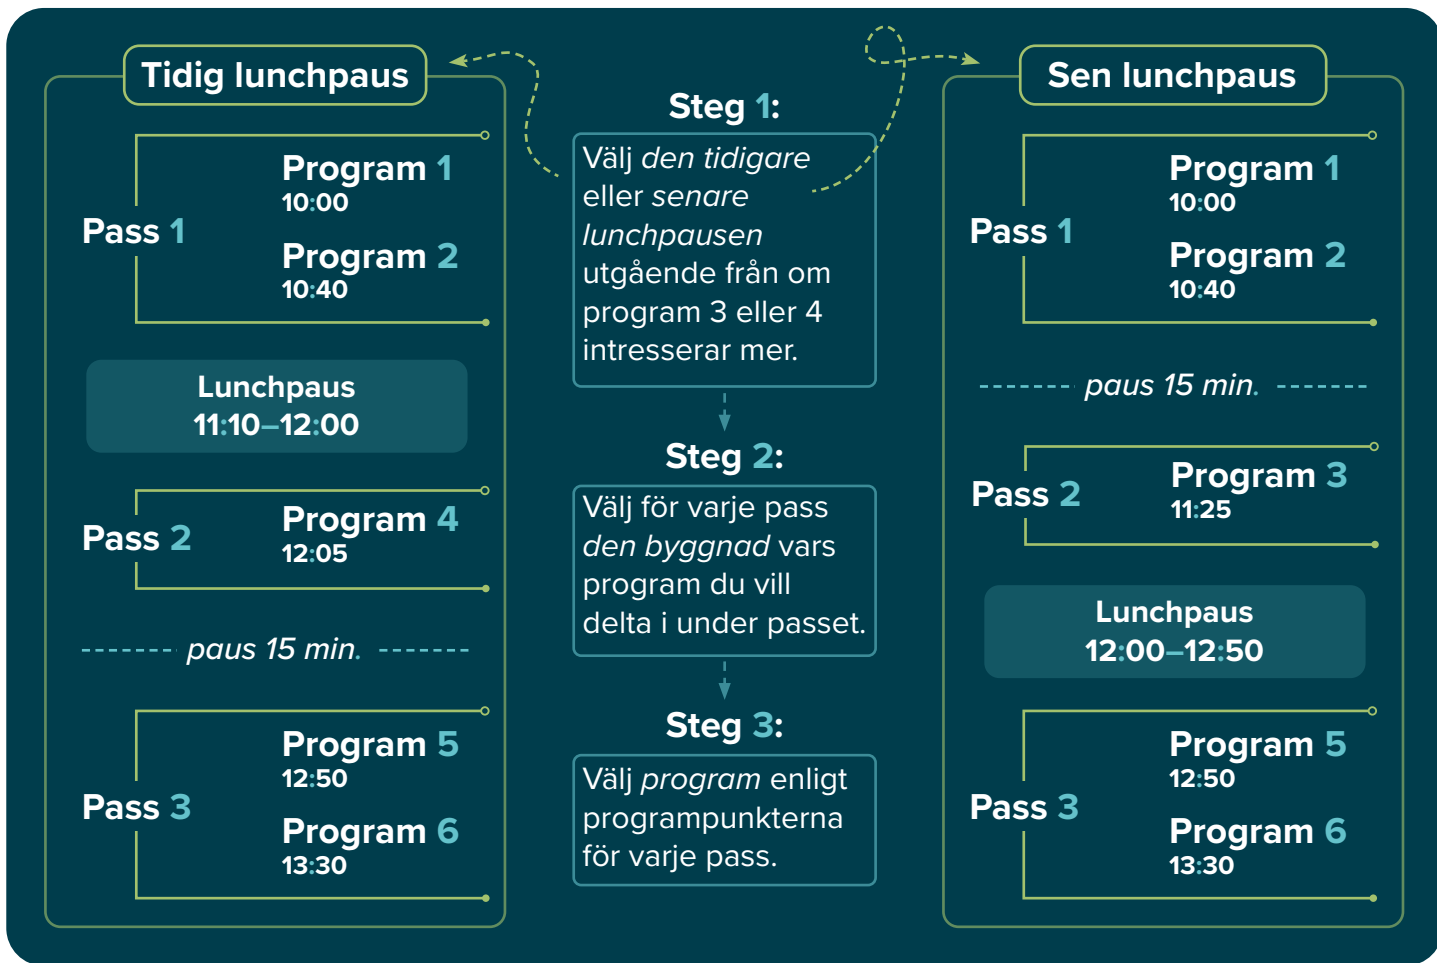 Tidig lunchpaus
Pass 1
Program 1
10:00
Program 2
10:40
Lunchpaus
11:10–12:00
Pass 2
Program 4
12:05
paus 15 min.
Pass 3
Program 5
12:50
Program 6
13:30
Steg 1:
Välj den tidigare
eller senare
lunchpausen
utgående från om
program 3 eller 4
intresserar mer.
Steg 2:
Välj för varje pass
den byggnad vars
program du vill
delta i under passet.
Steg 3:
Välj program enligt
programpunkterna
för varje pass.
Sen lunchpaus
Pass 1
Program 1
10:00
Program 2
10:40
paus 15 min.
Pass 2
Program 3
11:25
Lunchpaus
12:00–12:50
Pass 3
Program 5
12:50
Program 6
13:30